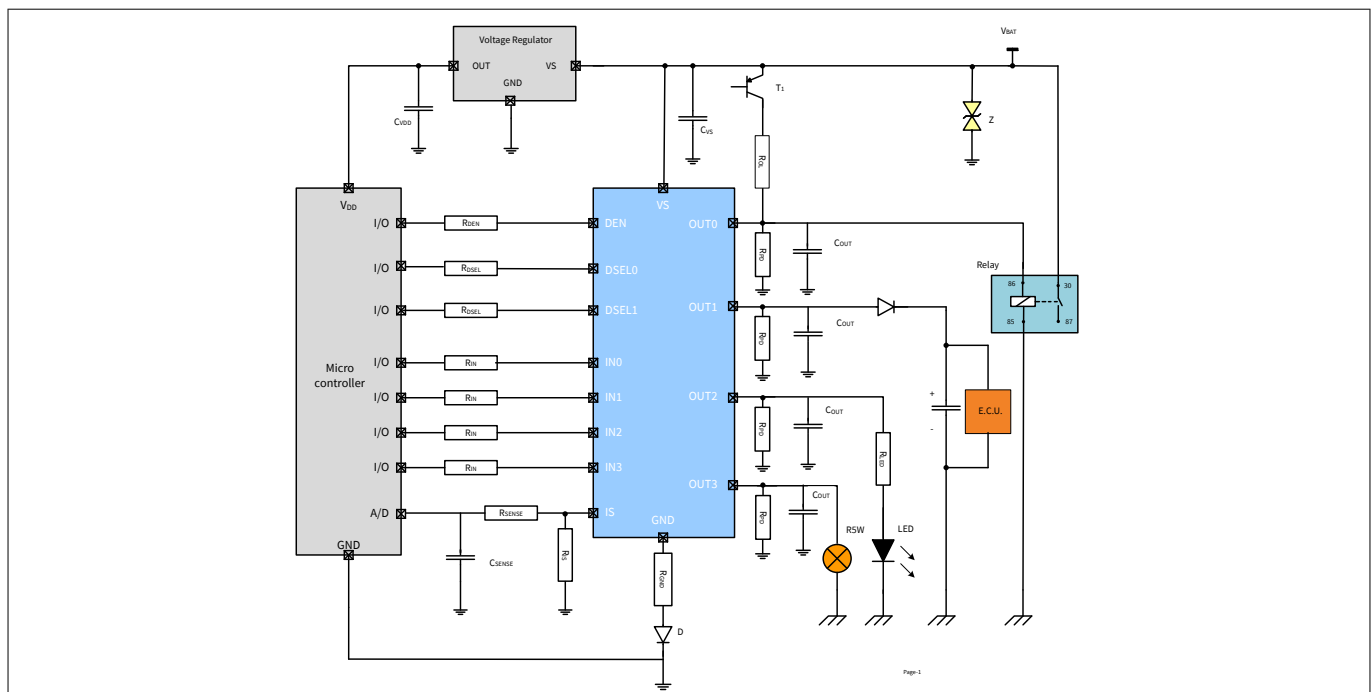 Voltage Regulator
OUT
VS
GND
VBAT
T1
CVDD
CVS
Z
ROL
VDD
VS
I/O
RDEN
DEN
OUT0
RPD
COUT
I/O
RDSEL
DSEL0
Relay
86
30
85
87
I/O
RDSEL
DSEL1
OUT1
RPD
COUT
I/O
RIN
IN0
Micro
controller
I/O
RIN
IN1
OUT2
RPD
COUT
+
-
E.C.U.
I/O
RIN
IN2
RLED
I/O
RIN
IN3
OUT3
RPD
COUT
A/D
RSENSE
IS
GND
R5W
LED
GND
CSENSE
RIS
RGND
D
Page-1